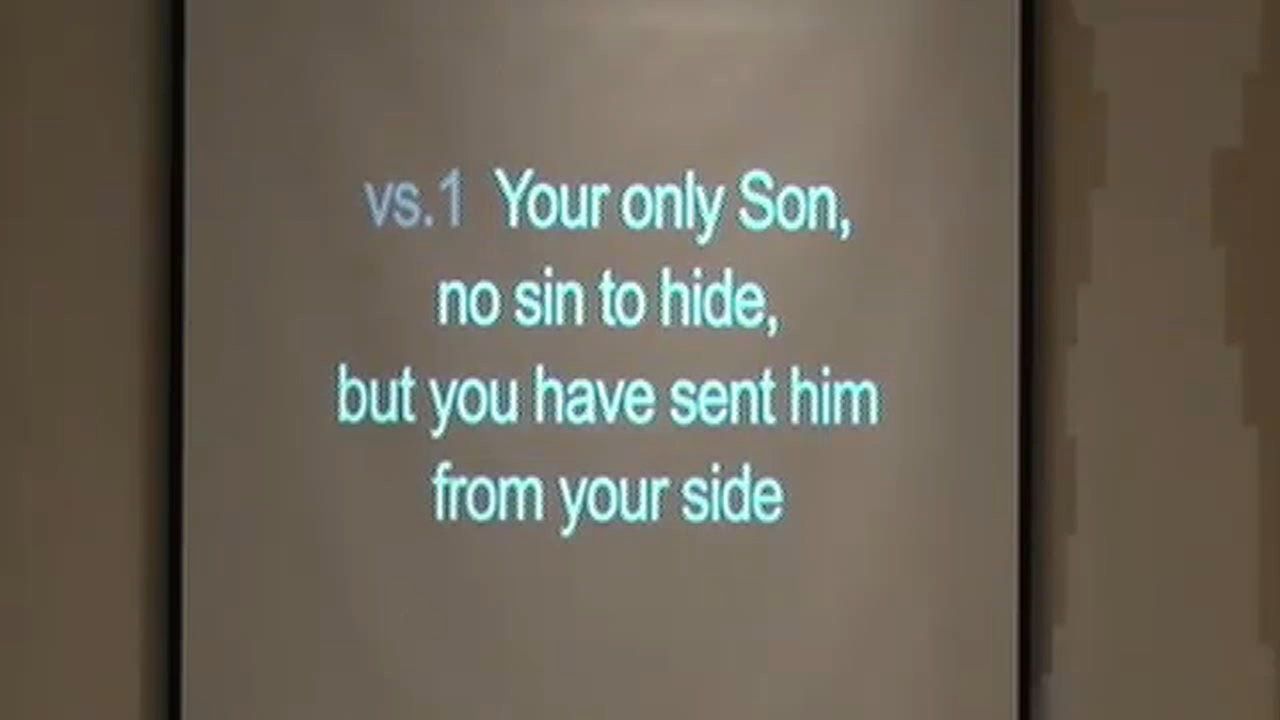 vs.1 Your only Son,
no sin to hide,
but you have sent him
from your side